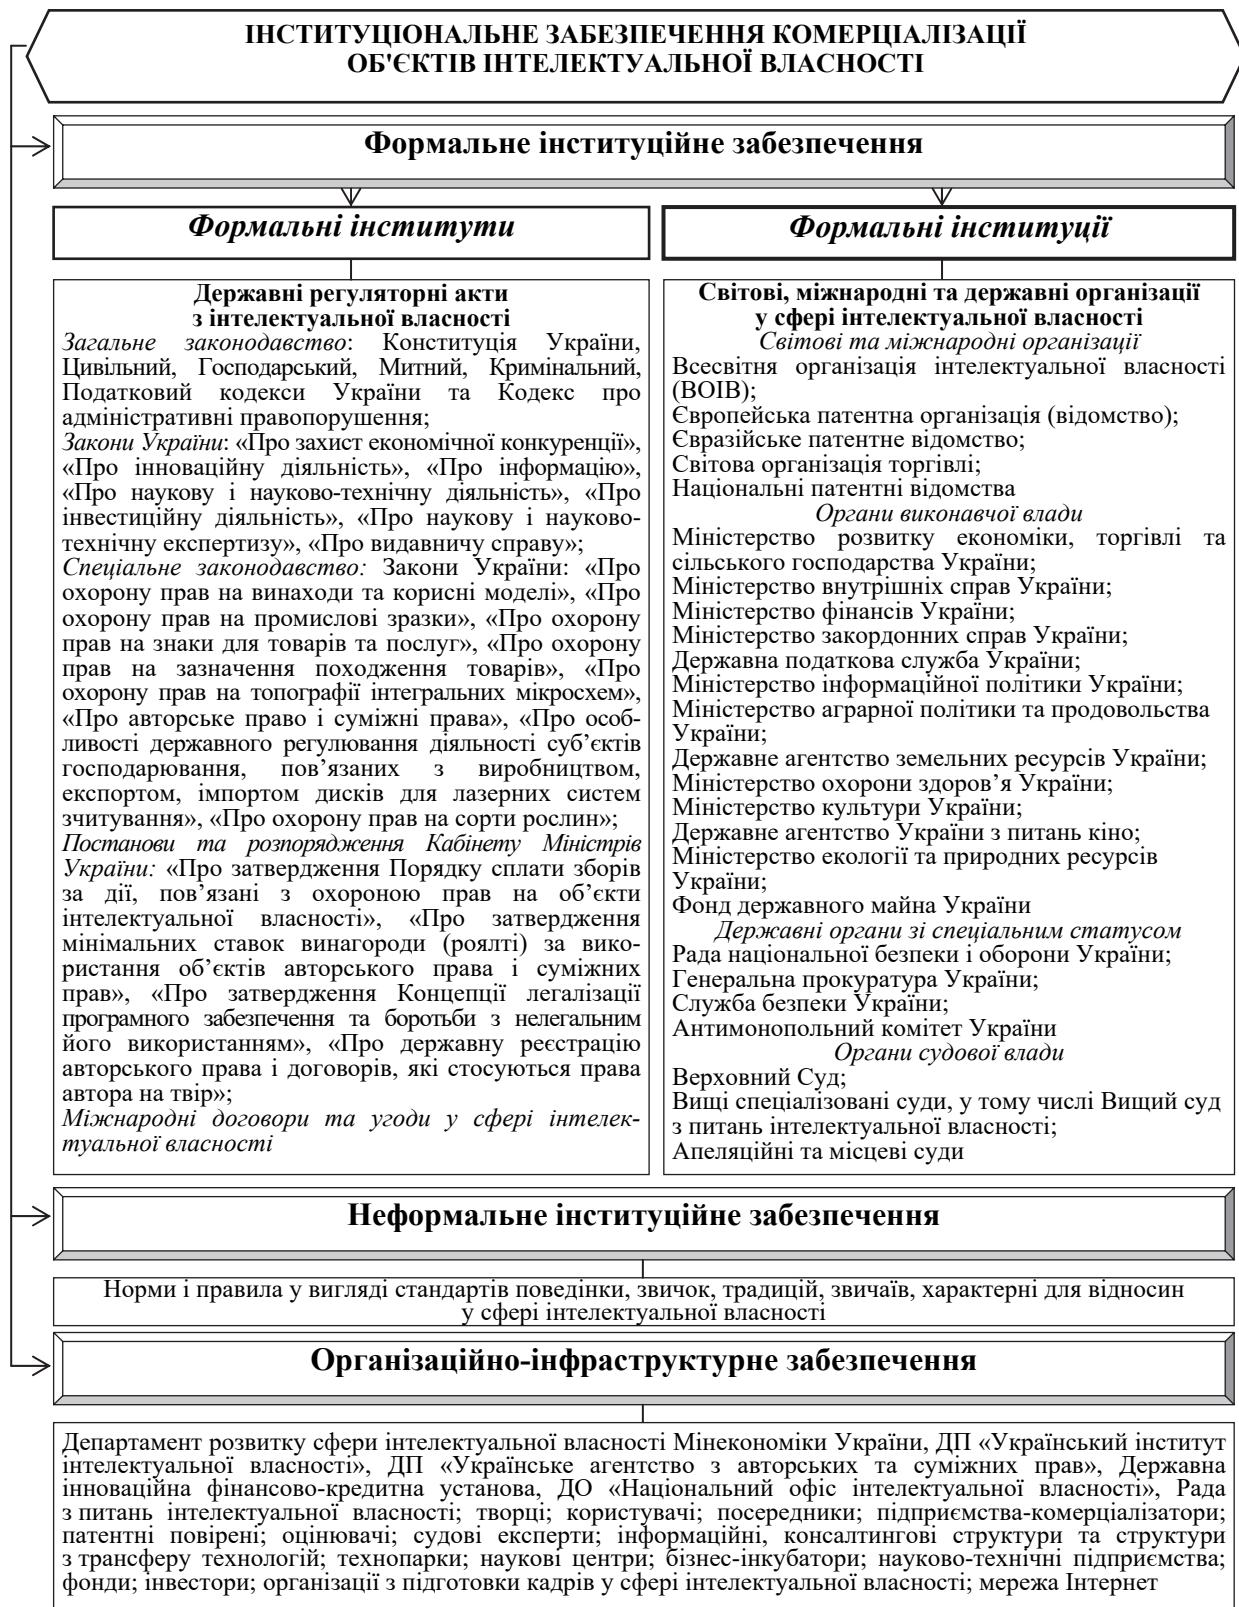 ІНСТИТУЦІОНАЛЬНЕ ЗАБЕЗПЕЧЕННЯ КОМЕРЦІАЛІЗАЦІЇ
ОБ'ЄКТІВ ІНТЕЛЕКТУАЛЬНОЇ ВЛАСНОСТІ
Формальне інституційне забезпечення
Формальні інститути
Державні регуляторні акти
з інтелектуальної власності
Загальне законодавство: Конституція України,
Цивільний, Господарський, Митний, Кримінальний,
Податковий кодекси України та Кодекс про
адміністративні правопорушення;
Закони України: «Про захист економічної конкуренції»,
«Про інноваційну діяльність», «Про інформацію»,
«Про наукову і науково-технічну діяльність», «Про
інвестиційну діяльність», «Про наукову і науково-
технічну експертизу», «Про видавничу справу»;
Спеціальне законодавство: Закони України: «Про
охорону прав на винаходи та корисні моделі», «Про
охорону прав на промислові зразки», «Про охорону
прав на знаки для товарів та послуг», «Про охорону
прав на зазначення походження товарів», «Про
охорону прав на топографії інтегральних мікросхем»,
«Про авторське право і суміжні права», «Про особ-
ливості державного регулювання діяльності суб’єктів
господарювання, пов’язаних з виробництвом,
експортом, імпортом дисків для лазерних систем
зчитування», «Про охорону прав на сорти рослин»;
Постанови та розпорядження Кабінету Міністрів
України: «Про затвердження Порядку сплати зборів
за дії, пов’язані з охороною прав на об’єкти
інтелектуальної власності», «Про затвердження
мінімальних ставок винагороди (роялті) за вико-
ристання об’єктів авторського права і суміжних
прав», «Про затвердження Концепції легалізації
програмного забезпечення та боротьби з нелегальним
його використанням», «Про державну реєстрацію
авторського права і договорів, які стосуються права
автора на твір»;
Міжнародні договори та угоди у сфері інтелек-
туальної власності
Формальні інституції
Світові, міжнародні та державні організації
у сфері інтелектуальної власності
Світові та міжнародні організації
Всесвітня організація інтелектуальної власності
(ВОІВ);
Європейська патентна організація (відомство);
Євразійське патентне відомство;
Світова організація торгівлі;
Національні патентні відомства
Органи виконавчої влади
Міністерство розвитку економіки, торгівлі та
сільського господарства України;
Міністерство внутрішніх справ України;
Міністерство фінансів України;
Міністерство закордонних справ України;
Державна податкова служба України;
Міністерство інформаційної політики України;
Міністерство аграрної політики та продовольства
України;
Державне агентство земельних ресурсів України;
Міністерство охорони здоров’я України;
Міністерство культури України;
Державне агентство України з питань кіно;
Міністерство екології та природних ресурсів
України;
Фонд державного майна України
Державні органи зі спеціальним статусом
Рада національної безпеки і оборони України;
Генеральна прокуратура України;
Служба безпеки України;
Антимонопольний комітет України
Органи судової влади
Верховний Суд;
Вищі спеціалізовані суди, у тому числі Вищий суд
з питань інтелектуальної власності;
Апеляційні та місцеві суди
Неформальне інституційне забезпечення
Норми і правила у вигляді стандартів поведінки, звичок, традицій, звичаїв, характерні для відносин
у сфері інтелектуальної власності
Організаційно-інфраструктурне забезпечення
Департамент розвитку сфери інтелектуальної власності Мінекономіки України, ДП «Український інститут
інтелектуальної власності», ДП «Українське агентство з авторських та суміжних прав», Державна
інноваційна фінансово-кредитна установа, ДО «Національний офіс інтелектуальної власності», Рада
з питань інтелектуальної власності; творці; користувачі; посередники; підприємства-комерціалізатори;
патентні повірені; оцінювачі; судові експерти; інформаційні, консалтингові структури та структури
з трансферу технологій; технопарки; наукові центри; бізнес-інкубатори; науково-технічні підприємства;
фонди; інвестори; організації з підготовки кадрів у сфері інтелектуальної власності; мережа Інтернет